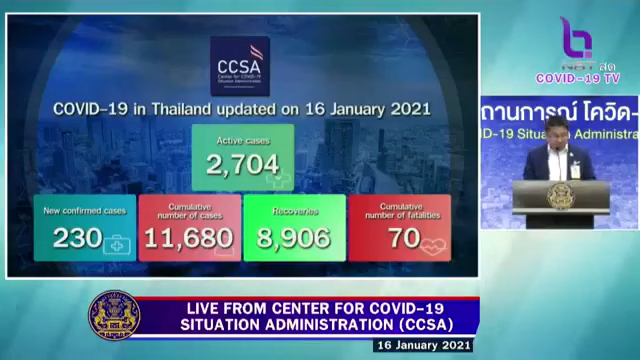 CCSA
Center for COVID-19
Situation Administration
COVID-19 in Thailand updated on 16 January 2021
Active cases
2,704
New confirmed cases
230
Cumulative
number of cases
11,680
Recoveries
8,906
Cumulative
number of fatalities
70
NBT สด
COVID-19 TV
ถานการณ์ โควิด-
D-19 Situation Administra
LIVE FROM CENTER FOR COVID-19
SITUATION ADMINISTRATION (CCSA)
16 January 2021